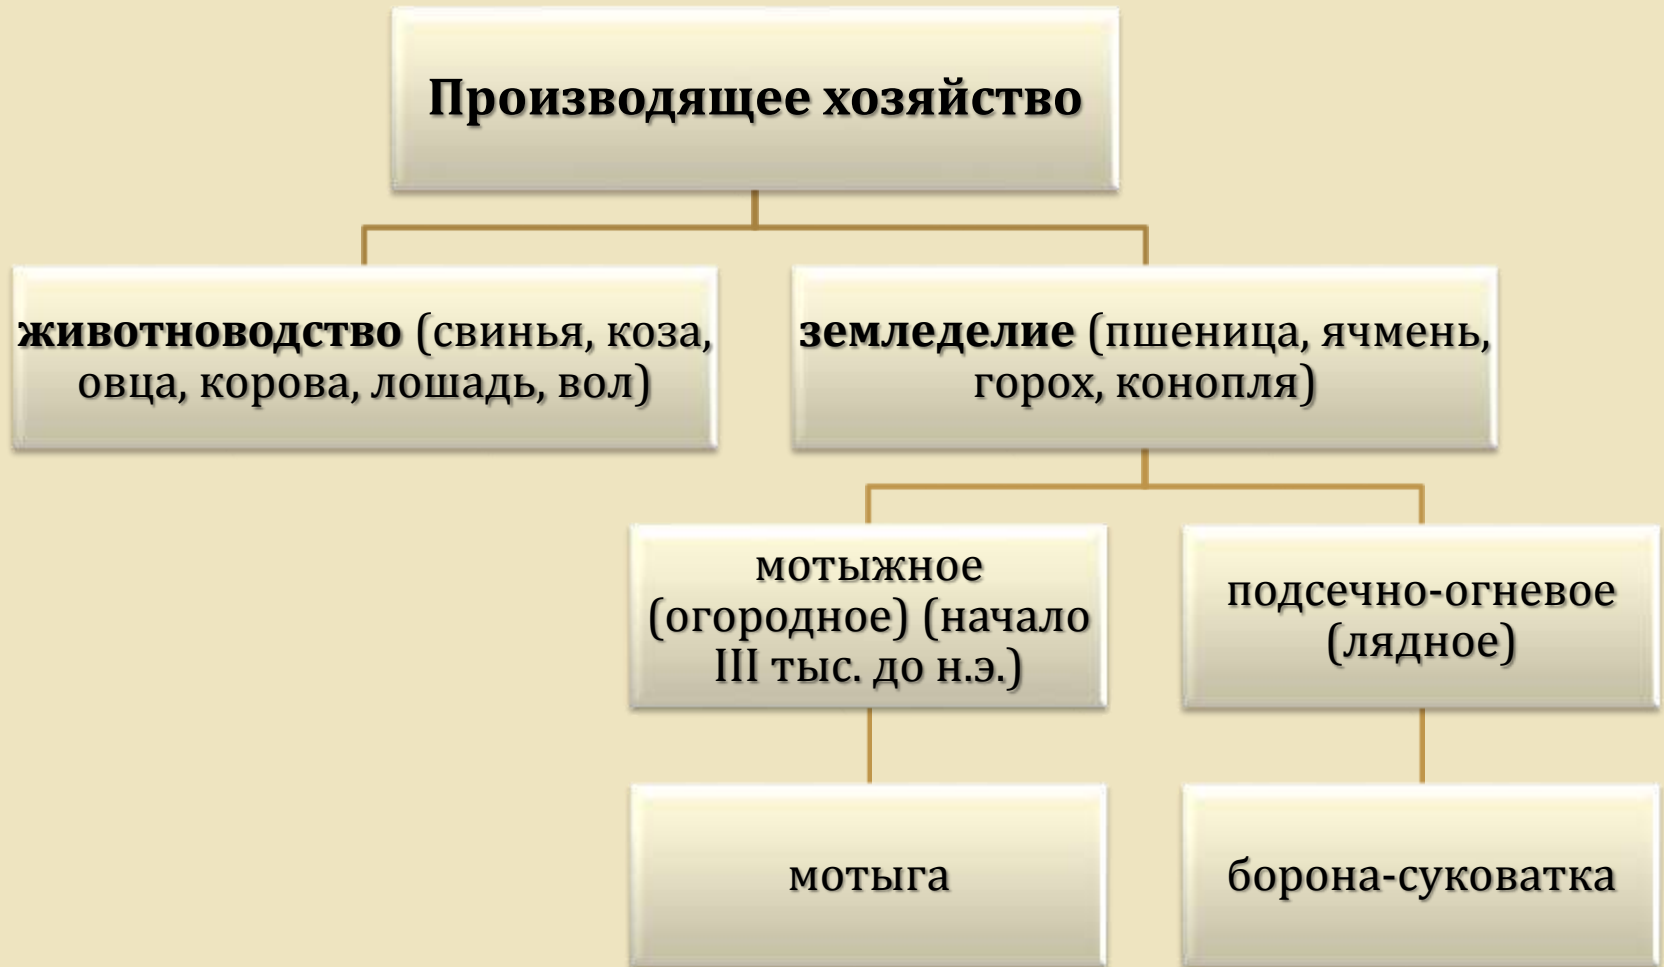 Производящее хозяйство
животноводство (свинья, коза,
овца, корова, лошадь, вол)
земледелие (пшеница, ячмень,
горох, конопля)
мотыжное
(огородное) (начало
III тыс. до н.э.)
подсечно-огневое
(лядное)
мотыга
борона-суковатка